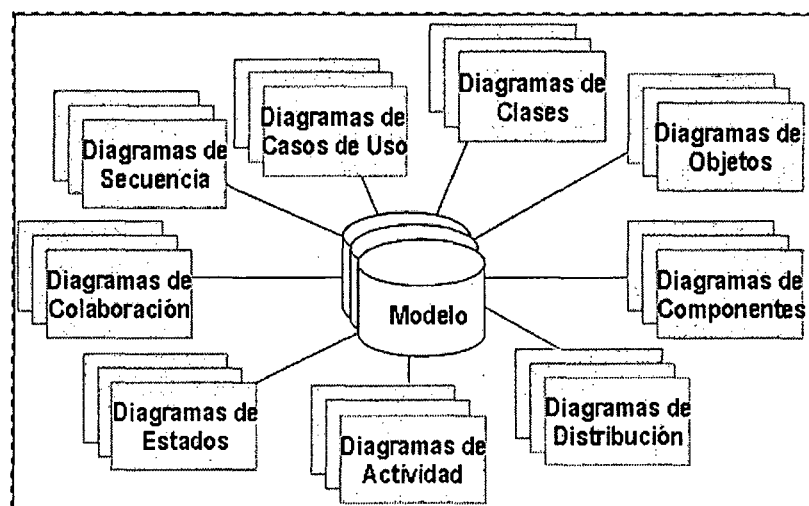 Diagramas de
Casos de Uso
Diagramas de
Clases
Diagramas de
Secuencia
Diagramas de
Objetos
Diagramas de
Colaboración
Modelo
Diagramas de
Componentes
Diagramas de
Estados
Diagramas de
Actividad
Diagramas de
Distribución